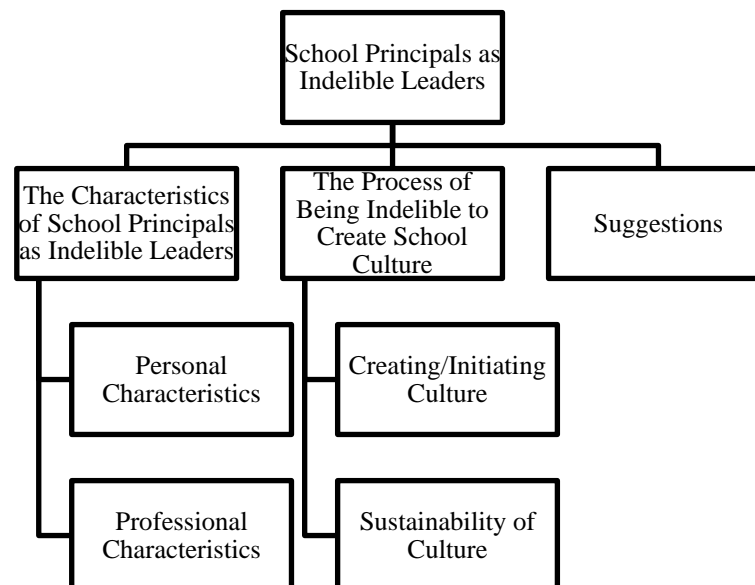 School Principals as
Indelible Leaders
The Characteristics
of School Principals
as Indelible Leaders
The Process of
Being Indelible to
Create School
Culture
Suggestions
Personal
Characteristics
Creating/Initiating
Culture
Professional
Characteristics
Sustainability of
Culture